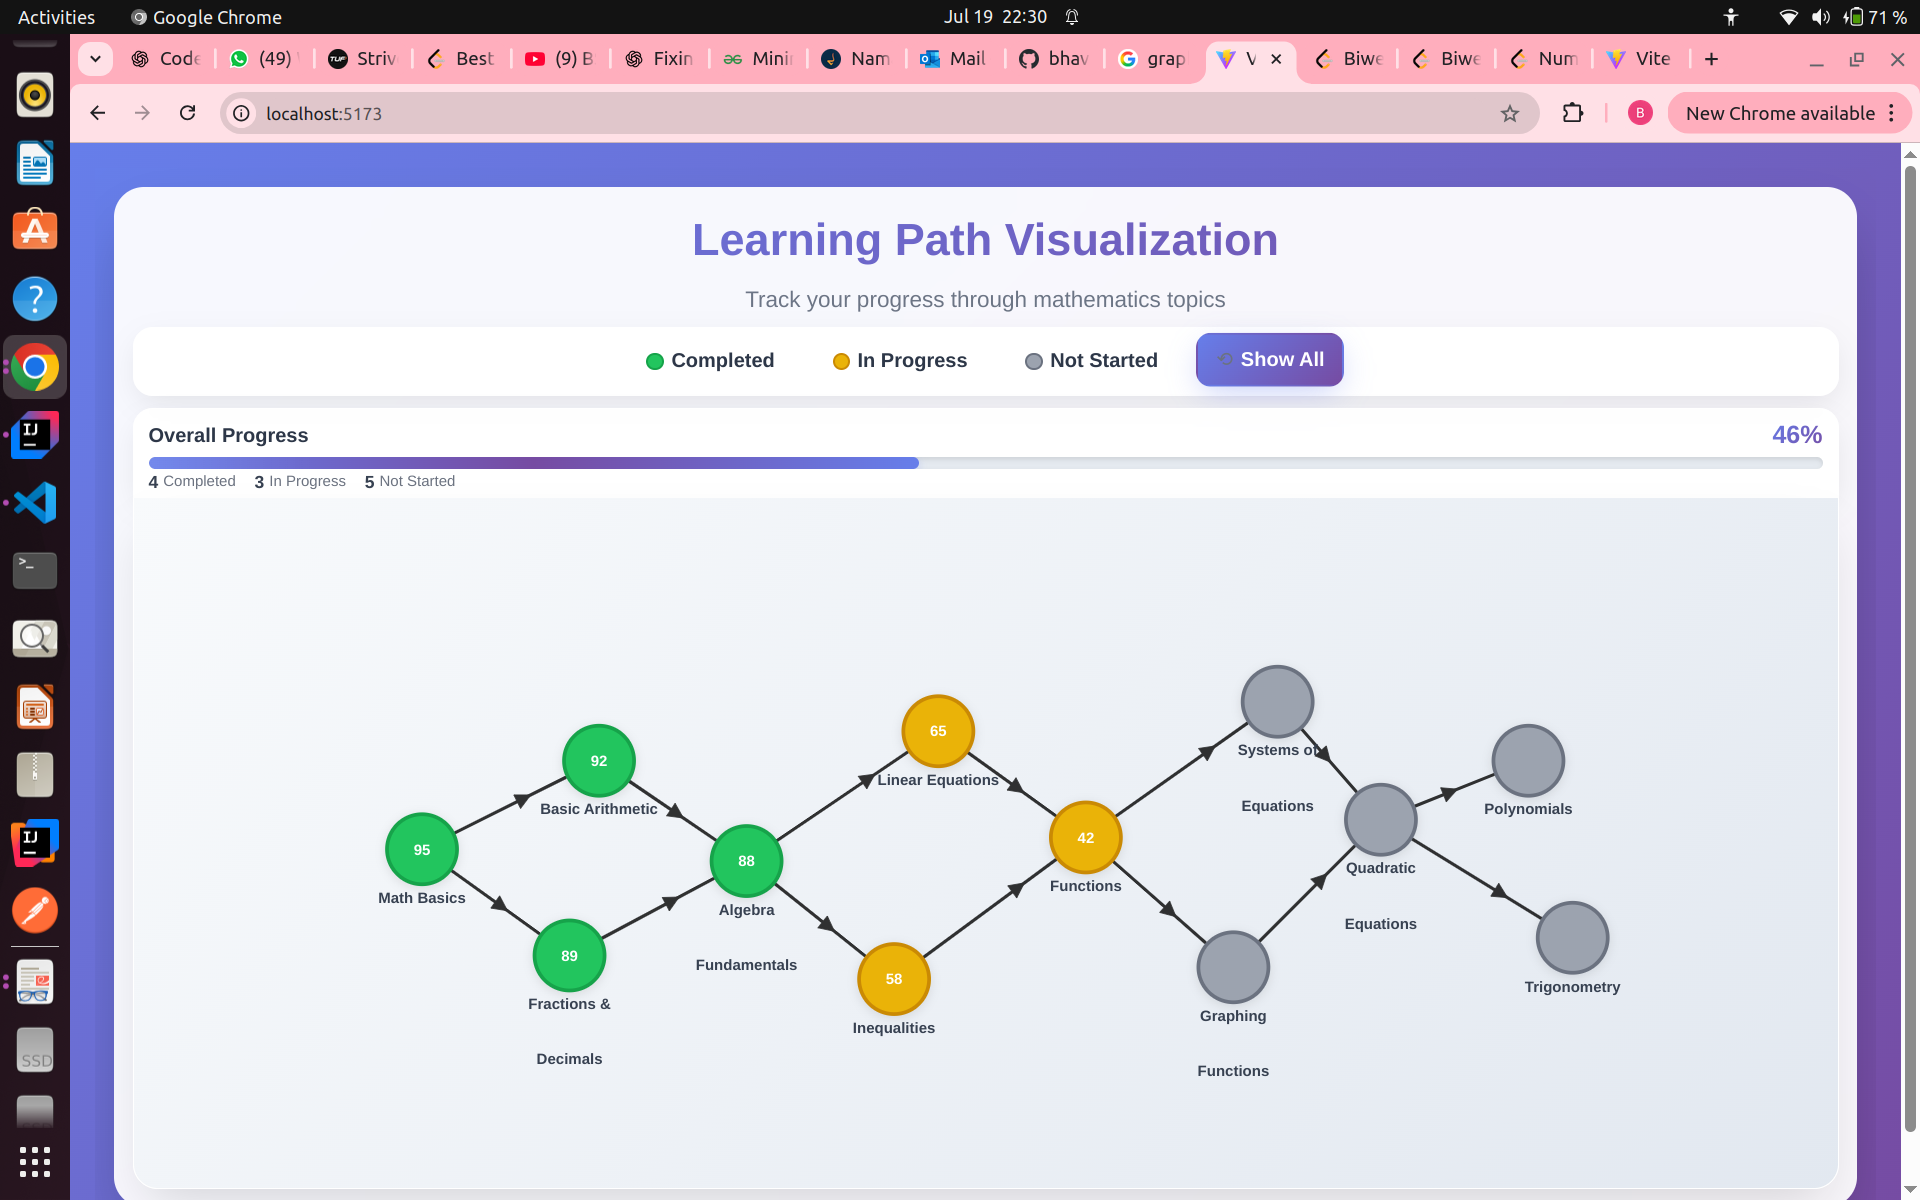 Activities
Google Chrome
Jul 19 22:30
71 %
Code
(49)
TUF Striv
Best
(9) B
Fixin
Mini
Nam
Mail
bhav
grap
V
Biwe
Biwe
Num
Vite
localhost:5173
B
New Chrome available
Learning Path Visualization
Track your progress through mathematics topics
Completed
In Progress
Not Started
Show All
Overall Progress
46%
4 Completed 3 In Progress 5 Not Started
95
Math Basics
92
Basic Arithmetic
89
Fractions &
Decimals
88
Algebra
Fundamentals
65
Linear Equations
58
Inequalities
42
Functions
Systems of
Equations
Graphing
Functions
Quadratic
Equations
Polynomials
Trigonometry
IJ
IJ
SSD